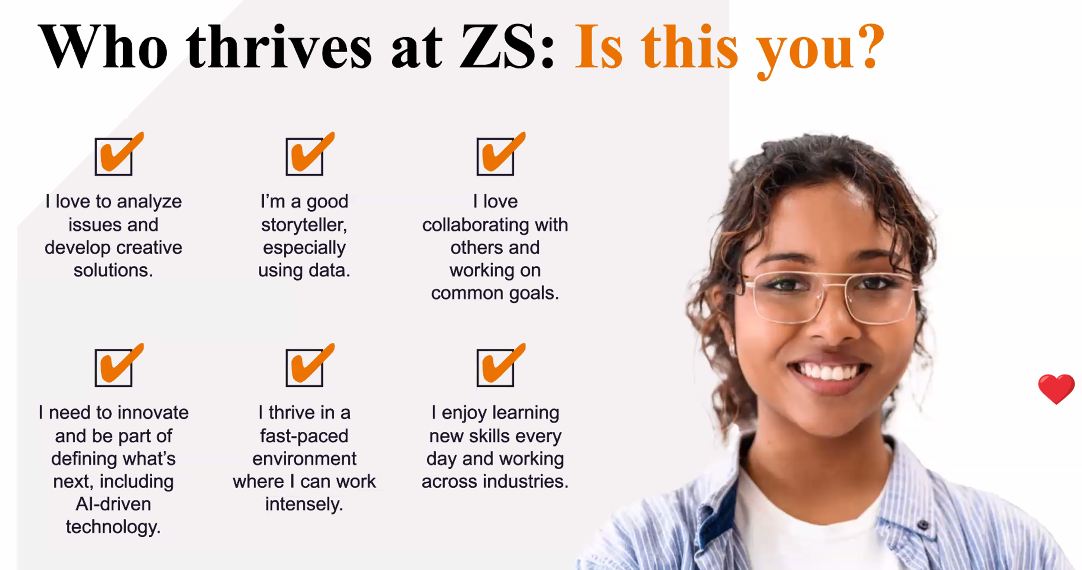 Who thrives at ZS: Is this you?
I love to analyze
issues and
develop creative
solutions.
I'm a good
storyteller,
especially
using data.
I love
collaborating with
others and
working on
common goals.
I need to innovate
and be part of
defining what's
next, including
AI-driven
technology.
I thrive in a
fast-paced
environment
where I can work
intensely.
I enjoy learning
new skills every
day and working
across industries.